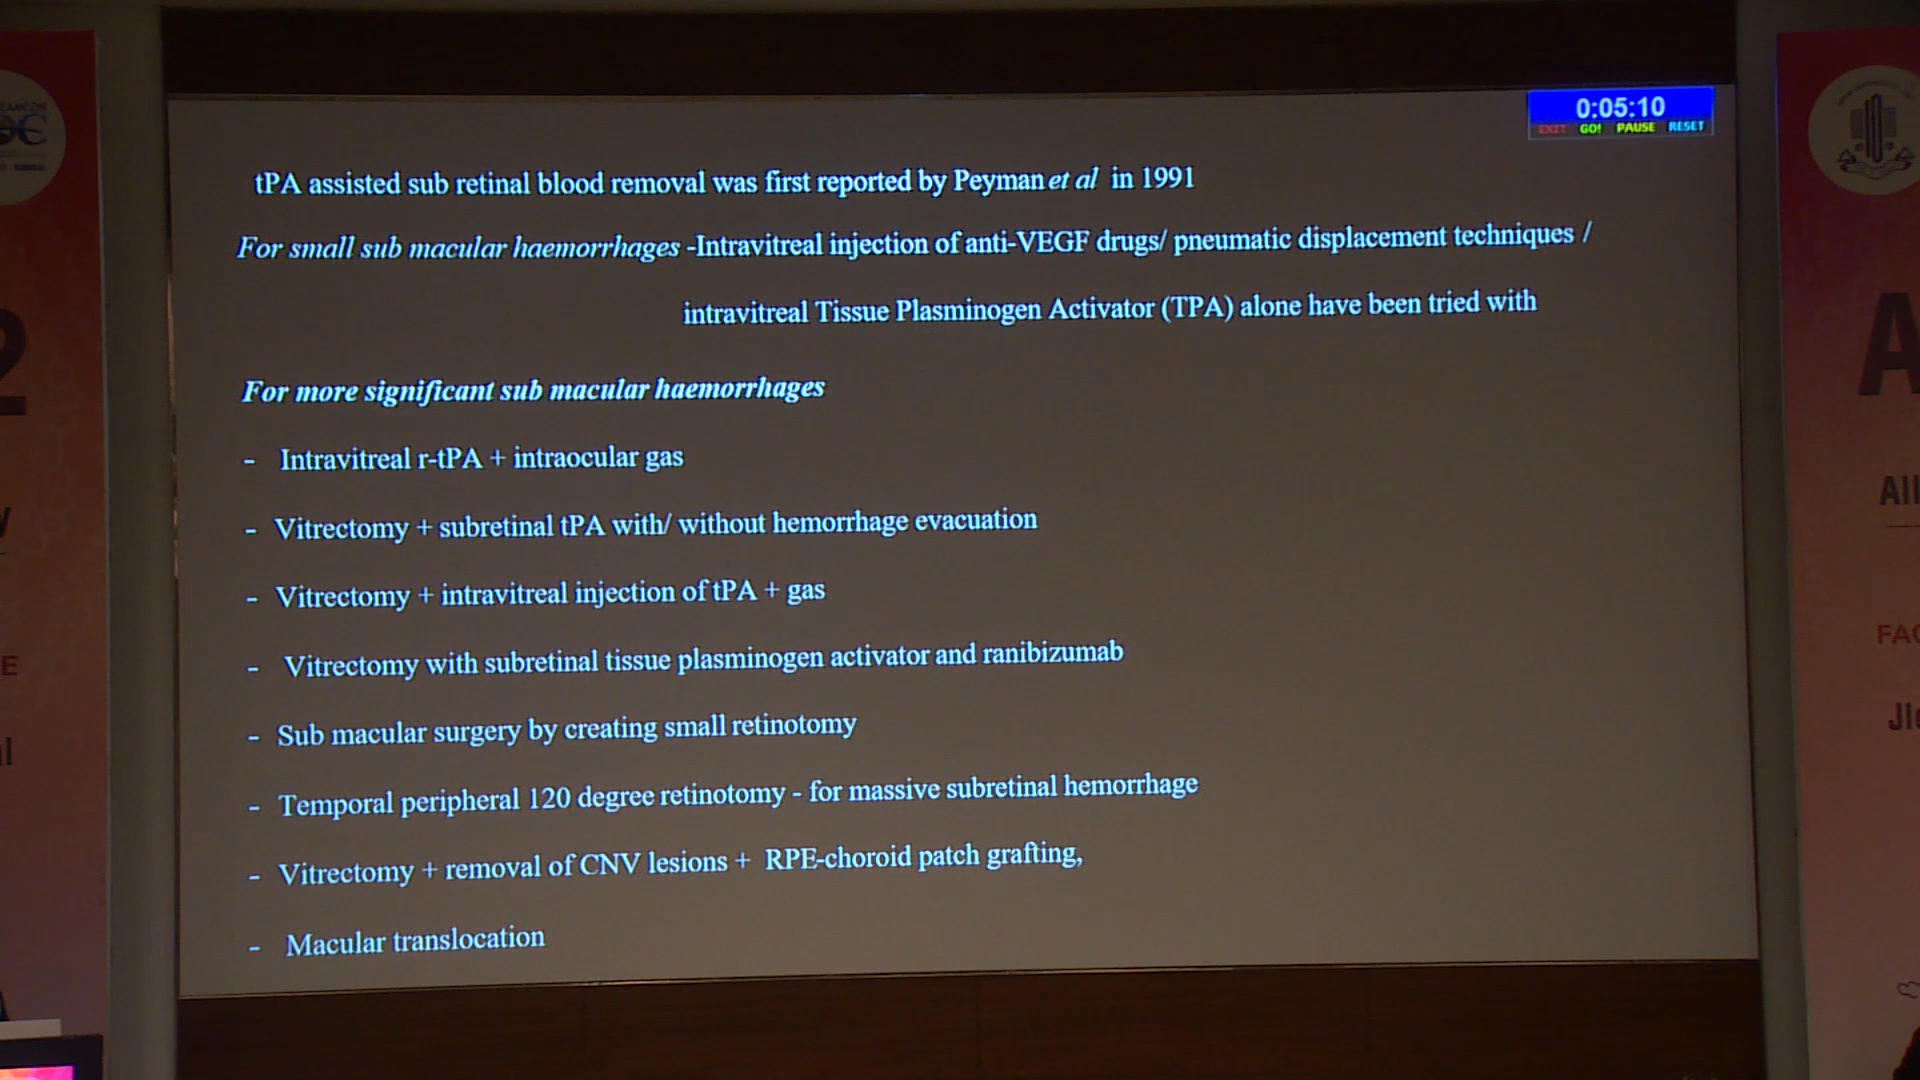 0:05:10
EXIT GO! PAUSE RESET
tPA assisted sub retinal blood removal was first reported by Peyman et al in 1991
For small sub macular haemorrhages -Intravitreal injection of anti-VEGF drugs/ pneumatic displacement techniques /
intravitreal Tissue Plasminogen Activator (TPA) alone have been tried with
For more significant sub macular haemorrhages
- Intravitreal r-tPA + intraocular gas
- Vitrectomy + subretinal tPA with/ without hemorrhage evacuation
- Vitrectomy + intravitreal injection of tPA + gas
- Vitrectomy with subretinal tissue plasminogen activator and ranibizumab
- Sub macular surgery by creating small retinotomy
- Temporal peripheral 120 degree retinotomy - for massive subretinal hemorrhage
- Vitrectomy + removal of CNV lesions + RPE-choroid patch grafting,
- Macular translocation
2
A
All